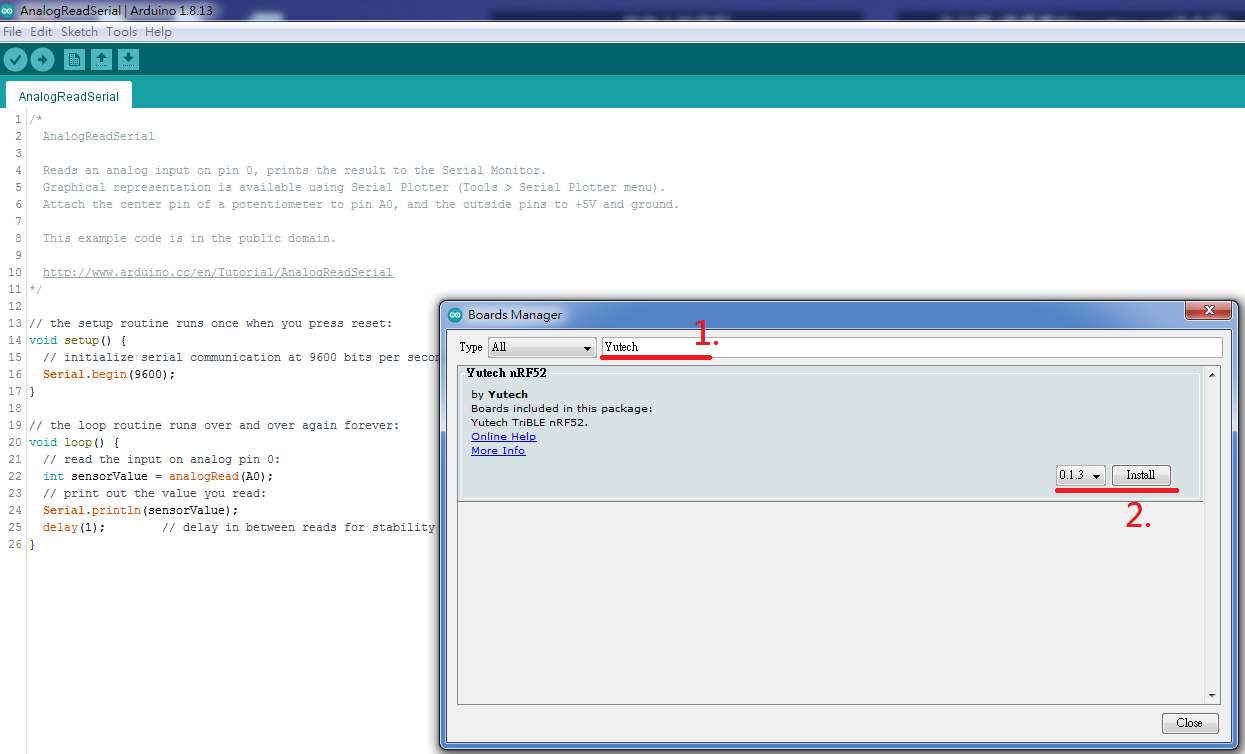 AnalogReadSerial | Arduino 1.8.13
File Edit Sketch Tools Help
AnalogReadSerial
1 /*
2 AnalogReadSerial
3
4 Reads an analog input on pin 0, prints the result to the Serial Monitor.
5 Graphical representation is available using Serial Plotter (Tools > Serial Plotter menu).
6 Attach the center pin of a potentiometer to pin A0, and the outside pins to +5V and ground.
7
8 This example code is in the public domain.
9
10 http://www.arduino.cc/en/Tutorial/AnalogReadSerial
11 */
12
13 // the setup routine runs once when you press reset:
14 void setup() {
15 // initialize serial communication at 9600 bits per secon
16 Serial.begin(9600);
17 }
18
19 // the loop routine runs over and over again forever:
20 void loop() {
21 // read the input on analog pin 0:
22 int sensorValue = analogRead(A0);
23 // print out the value you read:
24 Serial.println(sensorValue);
25 delay(1); // delay in between reads for stability
26 }
Boards Manager
Type All Yutech 1.
Yutech nRF52
by Yutech
Boards included in this package:
Yutech TriBLE nRF52.
Online Help
More Info
0.1.3 Install
2.
Close